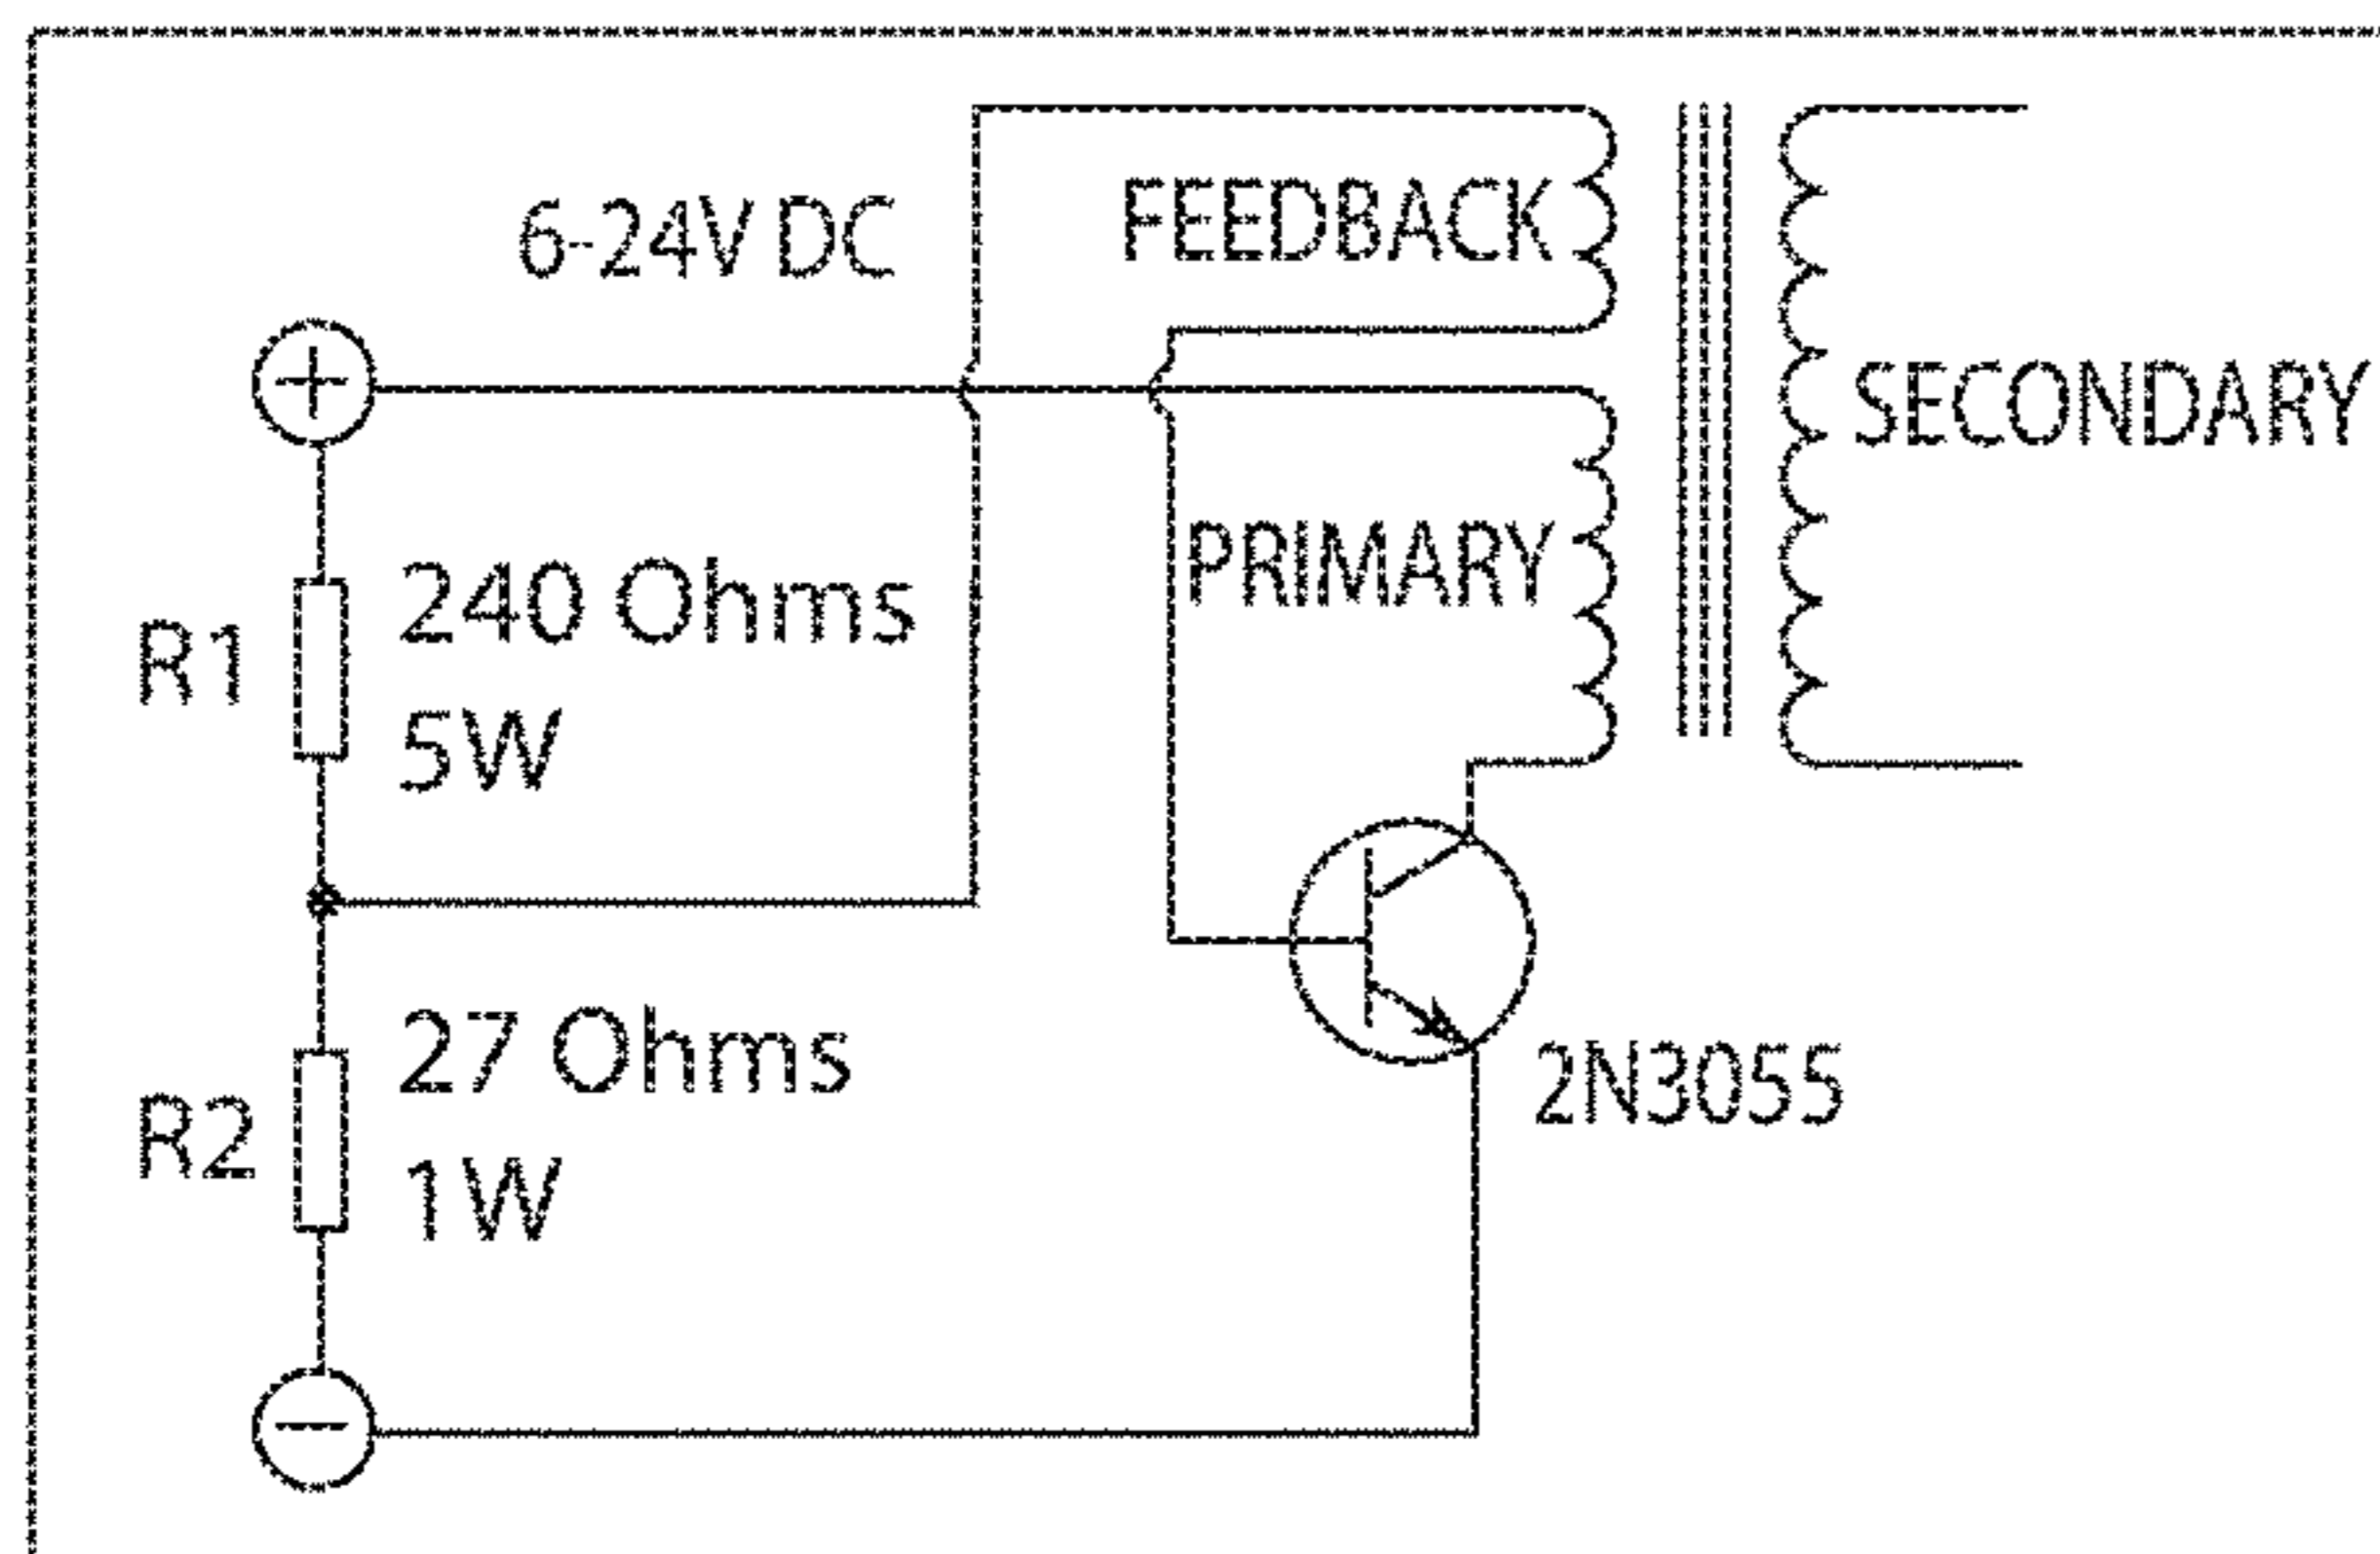 6-24V DC
FEEDBACK
+
SECONDARY
PRIMARY
R1
240 Ohms
5W
R2
27 Ohms
1W
2N3055
−